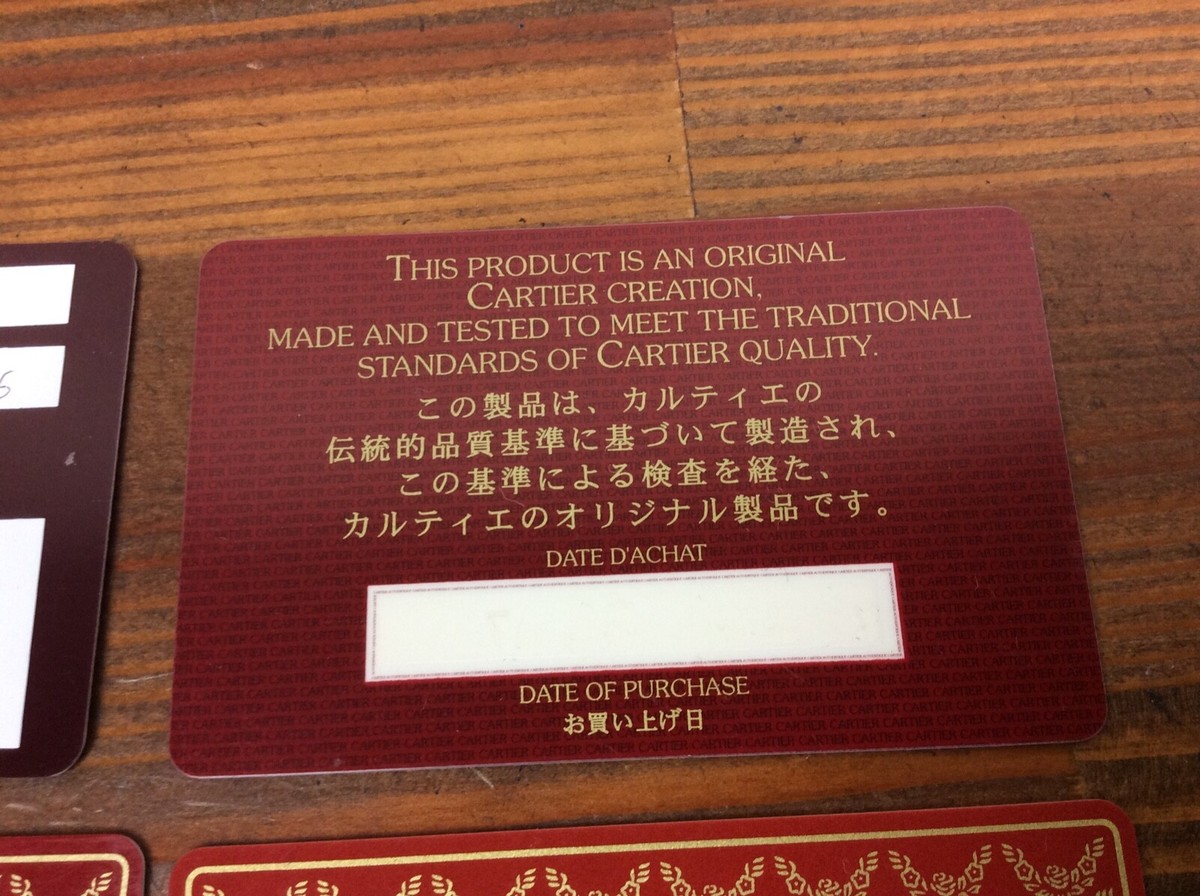 THIS PRODUCT IS AN ORIGINAL
CARTIER CREATION,
MADE AND TESTED TO MEET THE TRADITIONAL
STANDARDS OF CARTIER QUALITY.
この製品は、カルティエの
伝統的品質基準に基づいて製造され、
この基準による検査を経た、
カルティエのオリジナル製品です。
DATE D'ACHAT
DATE OF PURCHASE
お買い上げ日